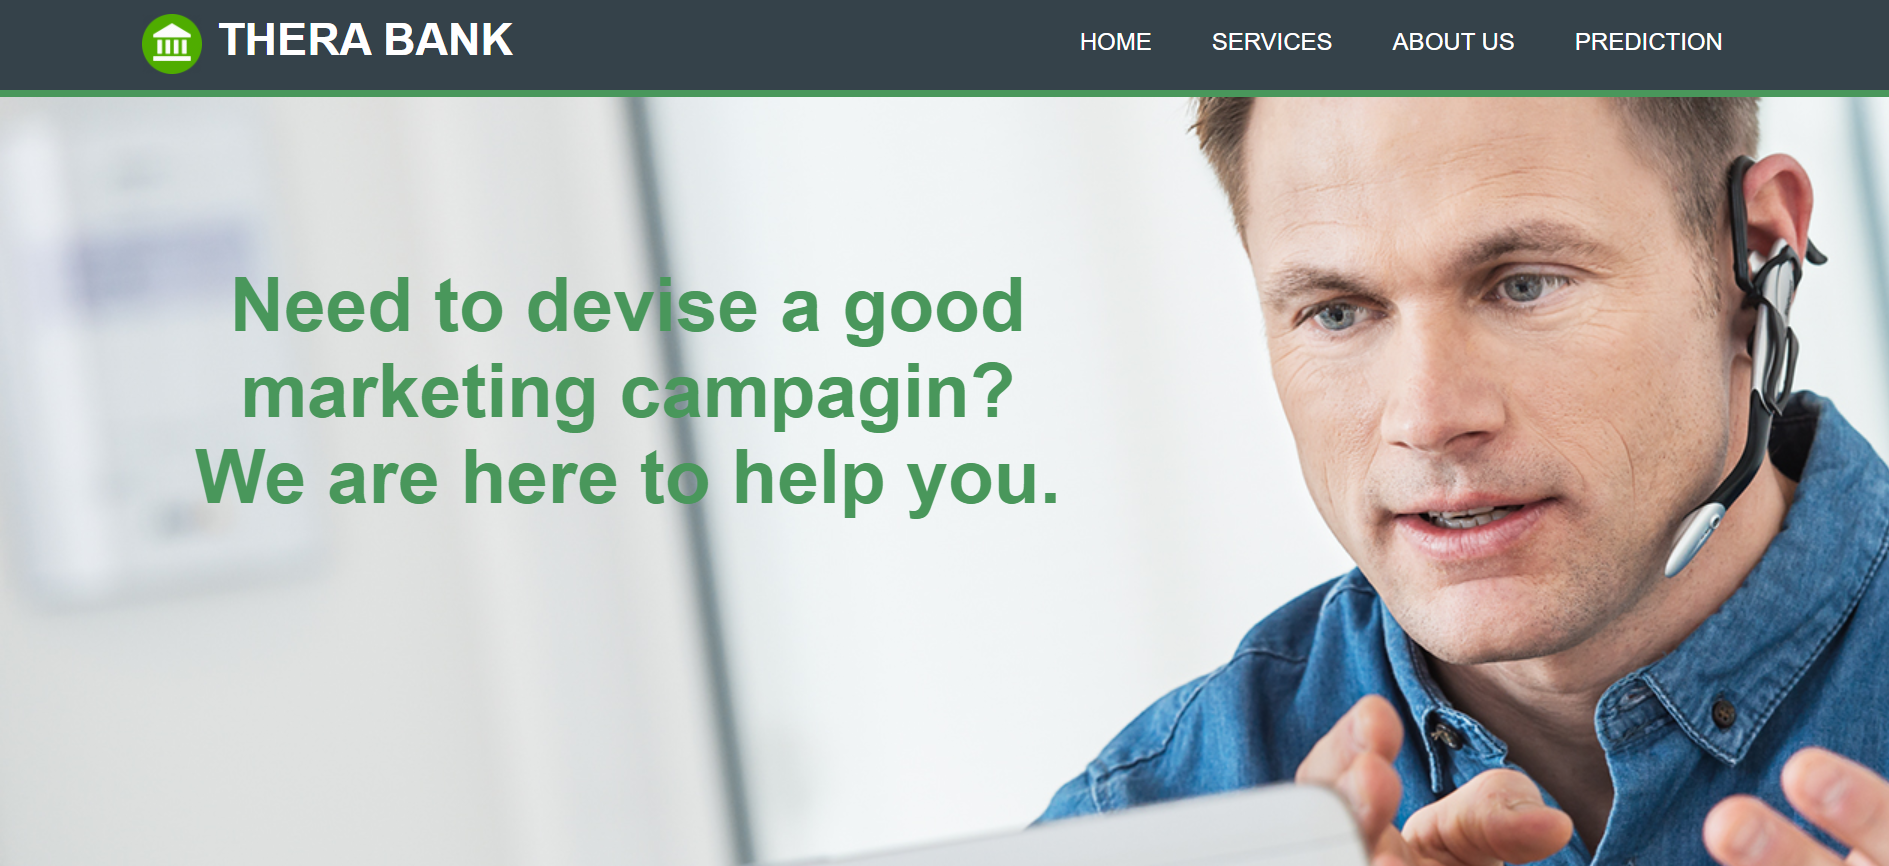 THERA BANK
HOME SERVICES ABOUT US PREDICTION
Need to devise a good
marketing campagin?
We are here to help you.